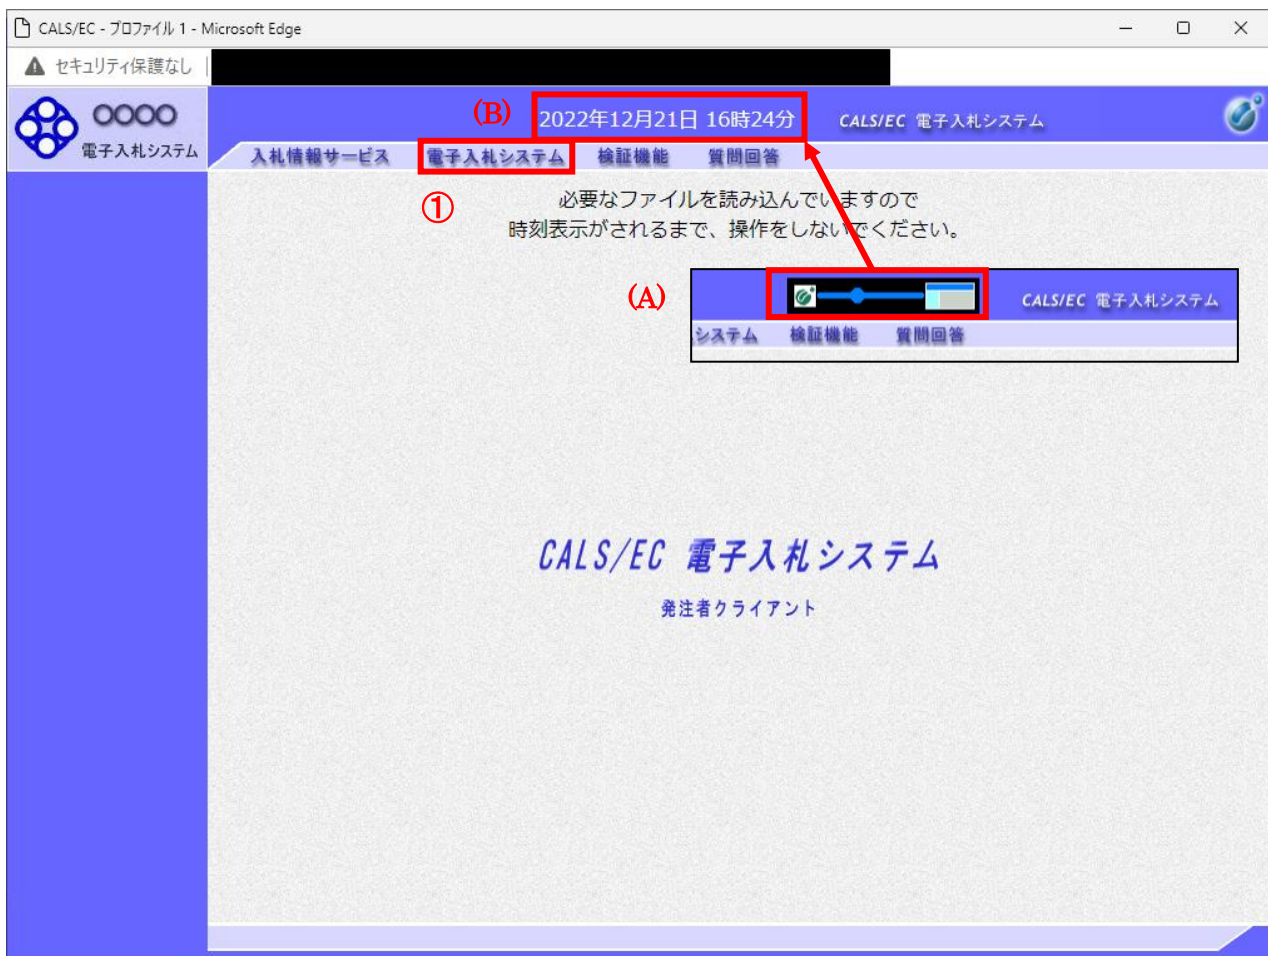 CALS/EC - プロファイル 1 - Microsoft Edge
セキュリティ保護なし
○○○○
電子入札システム
(B)
2022年12月21日 16時24分
CALS/EC 電子入札システム
入札情報サービス 電子入札システム 検証機能 質問回答
①
必要なファイルを読み込んでいますので
時刻表示がされるまで、操作をしないでください。
(A)
CALS/EC 電子入札システム
システム 検証機能 質問回答
CALS/EC 電子入札システム
発注者クライアント